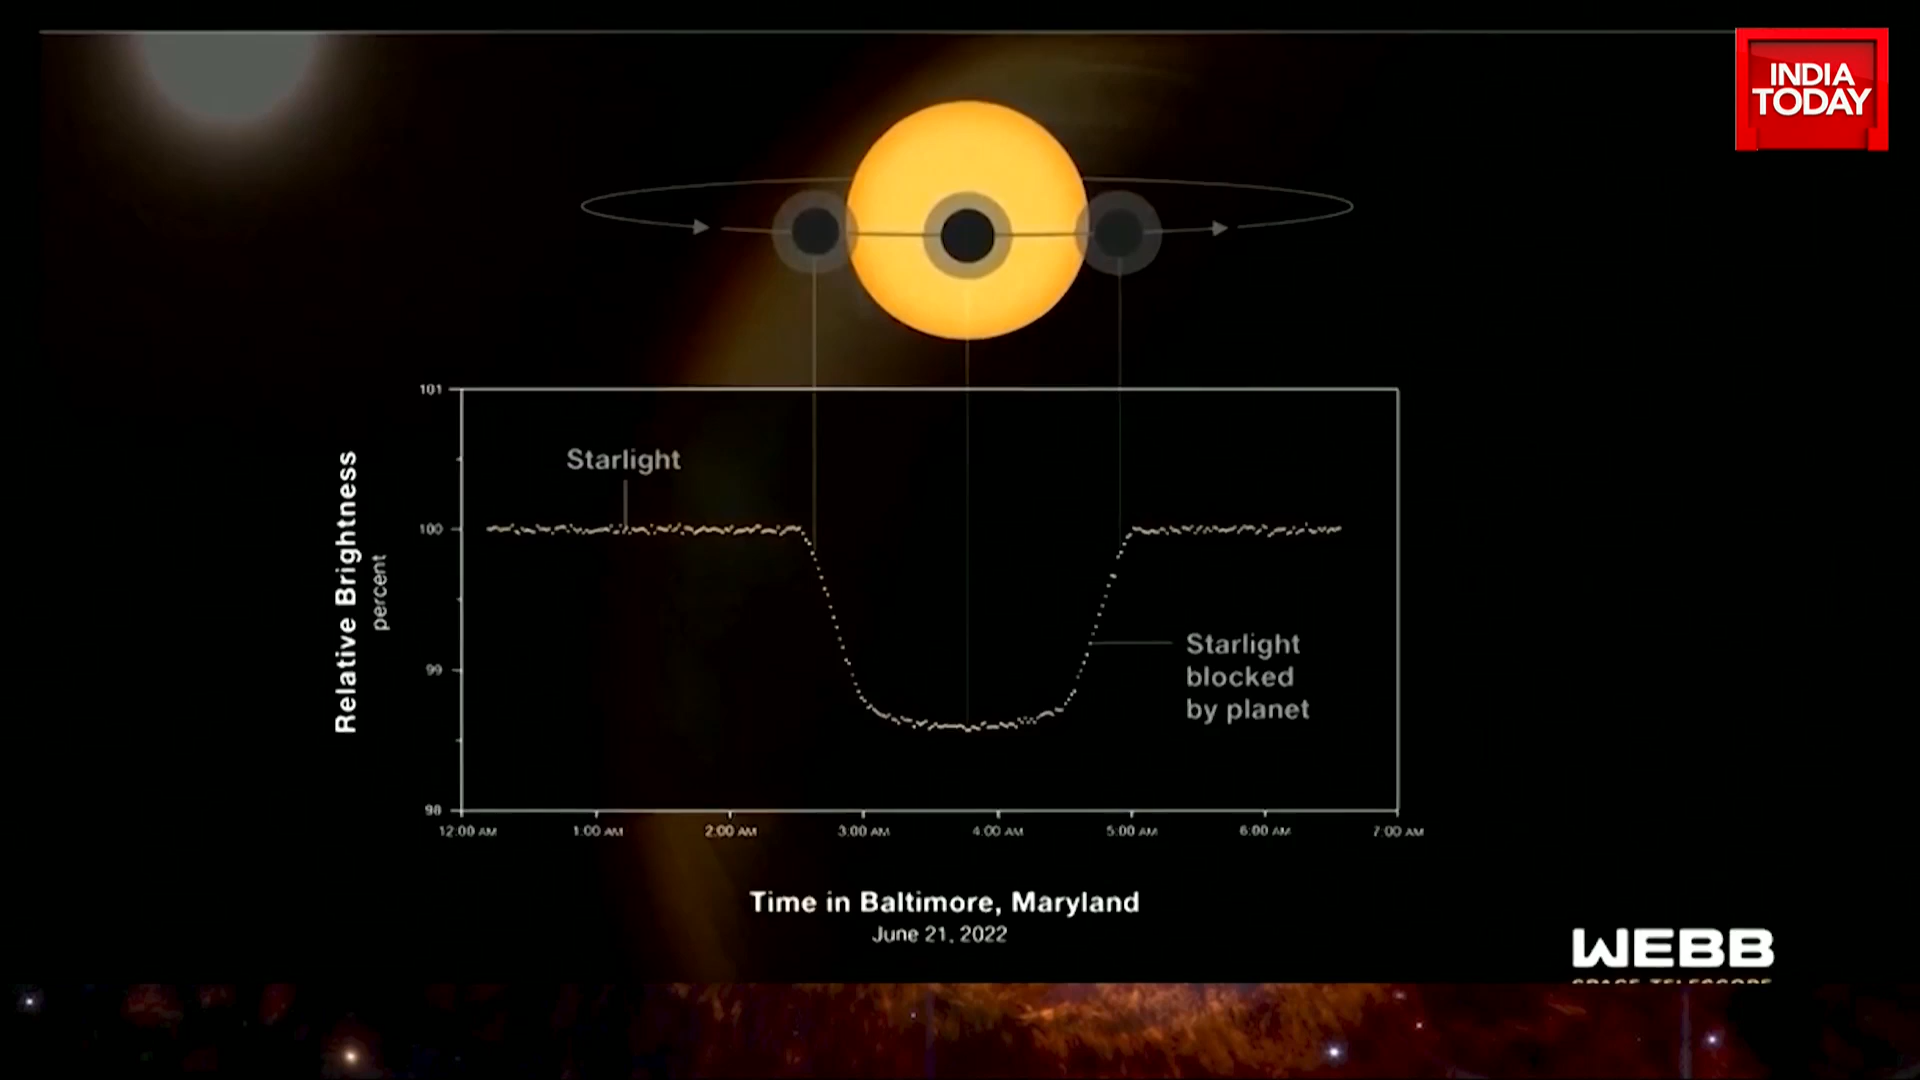 INDIA
TODAY
101
Starlight
100
Relative Brightness
percent
Starlight
blocked
by planet
99
98
12:00 AM
1:00 AM
2:00 AM
3:00 AM
4:00 AM
5:00 AM
6:00 AM
7:00 AM
Time in Baltimore, Maryland
June 21, 2022
WEBB
SPACE TELESCOPE